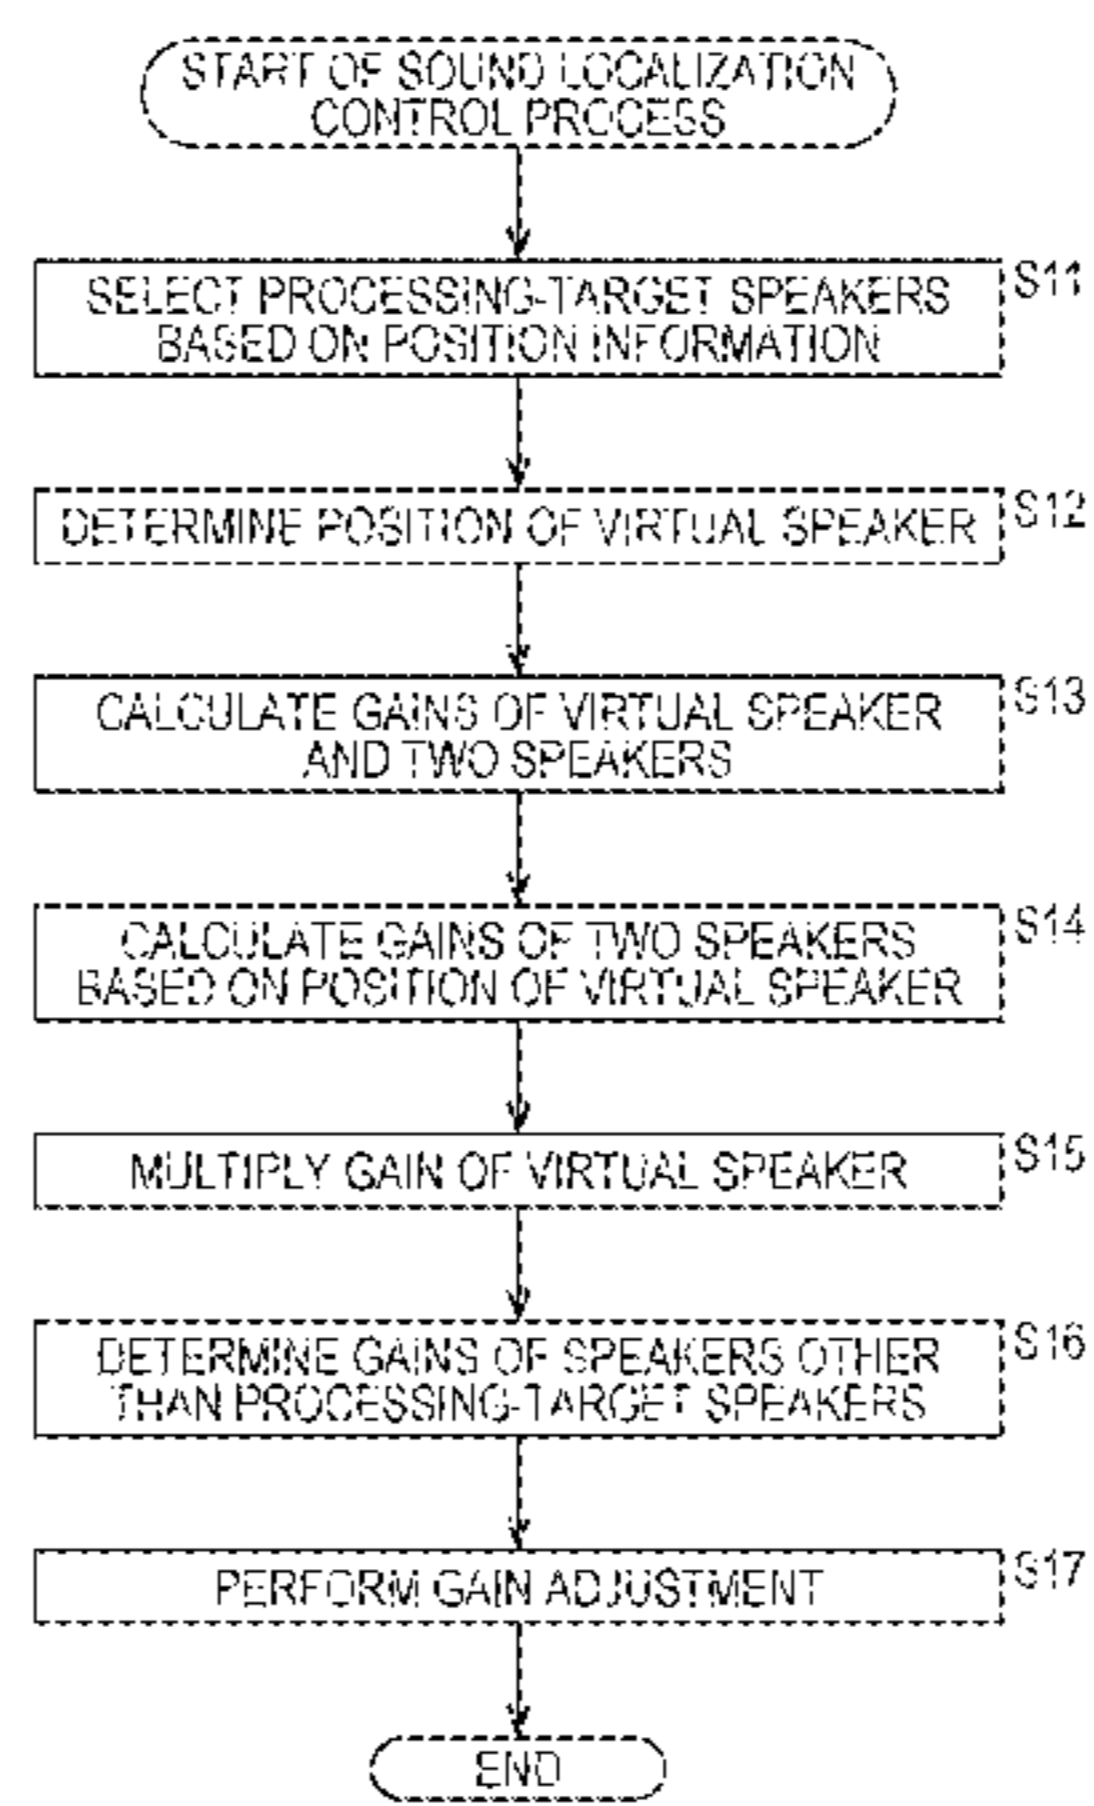 START OF SOUND LOCALIZATION
CONTROL PROCESS
SELECT PROCESSING-TARGET SPEAKERS
BASED ON POSITION INFORMATION
S11
DETERMINE POSITION OF VIRTUAL SPEAKER
S12
CALCULATE GAINS OF VIRTUAL SPEAKER
AND TWO SPEAKERS
S13
CALCULATE GAINS OF TWO SPEAKERS
BASED ON POSITION OF VIRTUAL SPEAKER
S14
MULTIPLY GAIN OF VIRTUAL SPEAKER
S15
DETERMINE GAINS OF SPEAKERS OTHER
THAN PROCESSING-TARGET SPEAKERS
S16
PERFORM GAIN ADJUSTMENT
S17
END